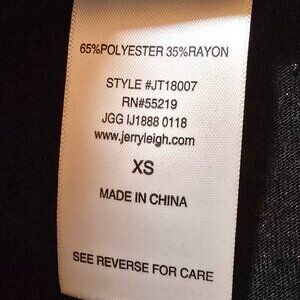 65%POLYESTER 35%RAYON
STYLE #JT18007
RN#55219
JGG IJ1888 0118
www.jerryleigh.com
XS
MADE IN CHINA
SEE REVERSE FOR CARE